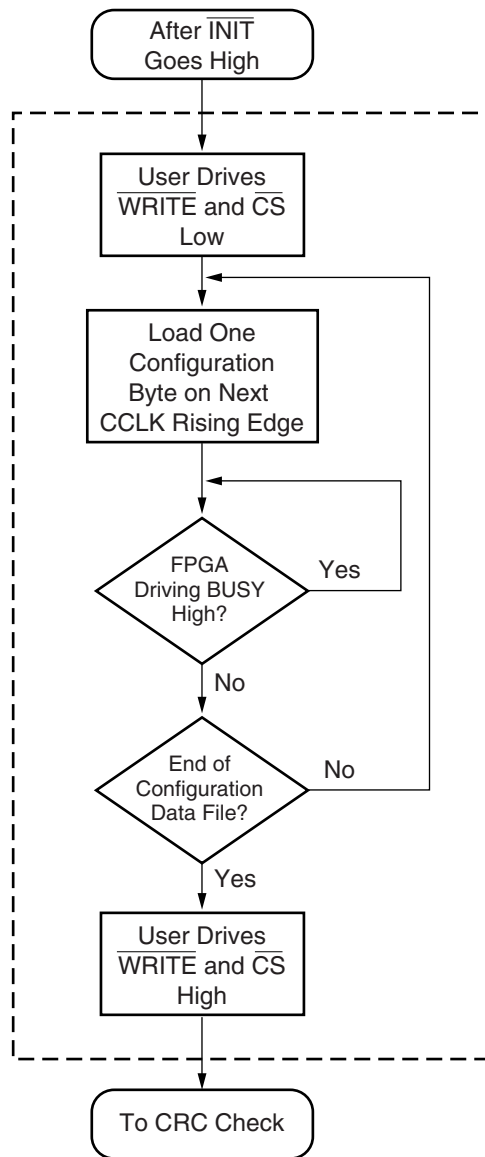 After INIT
Goes High
User Drives
WRITE and CS
Low
Load One
Configuration
Byte on Next
CCLK Rising Edge
FPGA
Driving BUSY
High?
Yes
No
End of
Configuration
Data File?
No
Yes
User Drives
WRITE and CS
High
To CRC Check